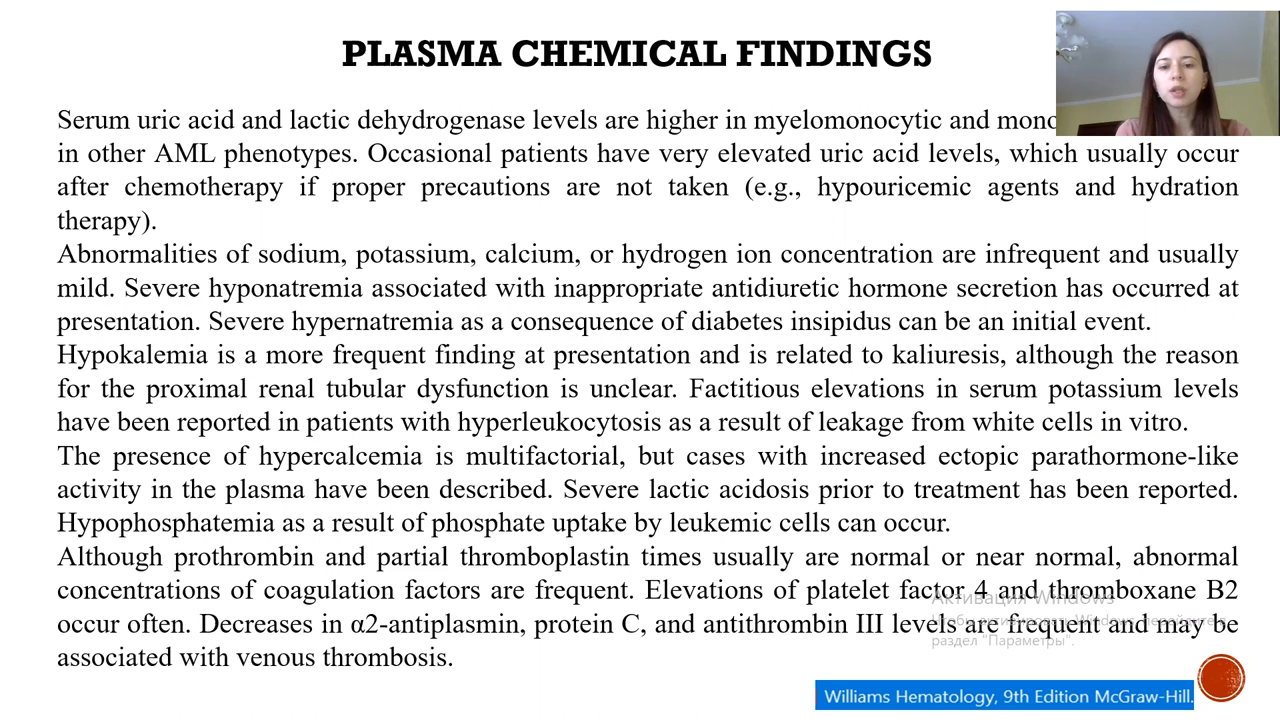 PLASMA CHEMICAL FINDINGS
Serum uric acid and lactic dehydrogenase levels are higher in myelomonocytic and
in other AML phenotypes. Occasional patients have very elevated uric acid levels, which usually occur
after chemotherapy if proper precautions are not taken (e.g., hypouricemic agents and hydration
therapy).
Abnormalities of sodium, potassium, calcium, or hydrogen ion concentration are infrequent and usually
mild. Severe hyponatremia associated with inappropriate antidiuretic hormone secretion has occurred at
presentation. Severe hypernatremia as a consequence of diabetes insipidus can be an initial event.
Hypokalemia is a more frequent finding at presentation and is related to kaliuresis, although the reason
for the proximal renal tubular dysfunction is unclear. Factitious elevations in serum potassium levels
have been reported in patients with hyperleukocytosis as a result of leakage from white cells in vitro.
The presence of hypercalcemia is multifactorial, but cases with increased ectopic parathormone-like
activity in the plasma have been described. Severe lactic acidosis prior to treatment has been reported.
Hypophosphatemia as a result of phosphate uptake by leukemic cells can occur.
Although prothrombin and partial thromboplastin times usually are normal or near normal, abnormal
concentrations of coagulation factors are frequent. Elevations of platelet factor 4 and thromboxane B2
occur often. Decreases in α2-antiplasmin, protein C, and antithrombin III levels are frequent and may be
associated with venous thrombosis.
Активация Windows
Чтобы активировать Windows, перейдите в
раздел "Параметры".
Williams Hematology, 9th Edition McGraw-Hill.